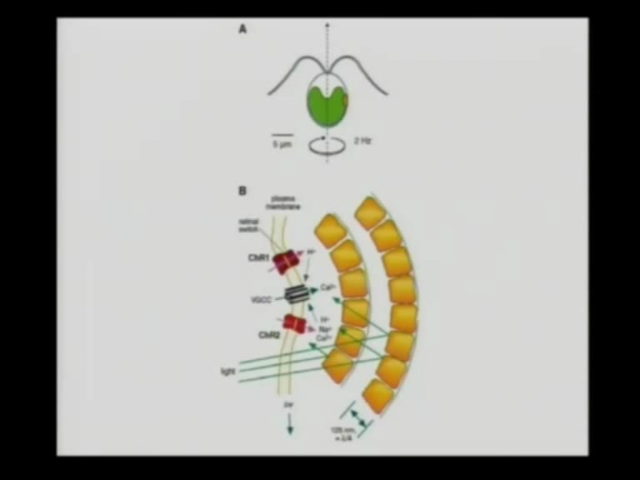 A
5 µm
2 Hz
B
plasma
membrane
retinal
switch
ChR1
H+
Ca2+
VGCC
H+
ChR2
Na+
Ca2+
light
125 nm,
= λ/4